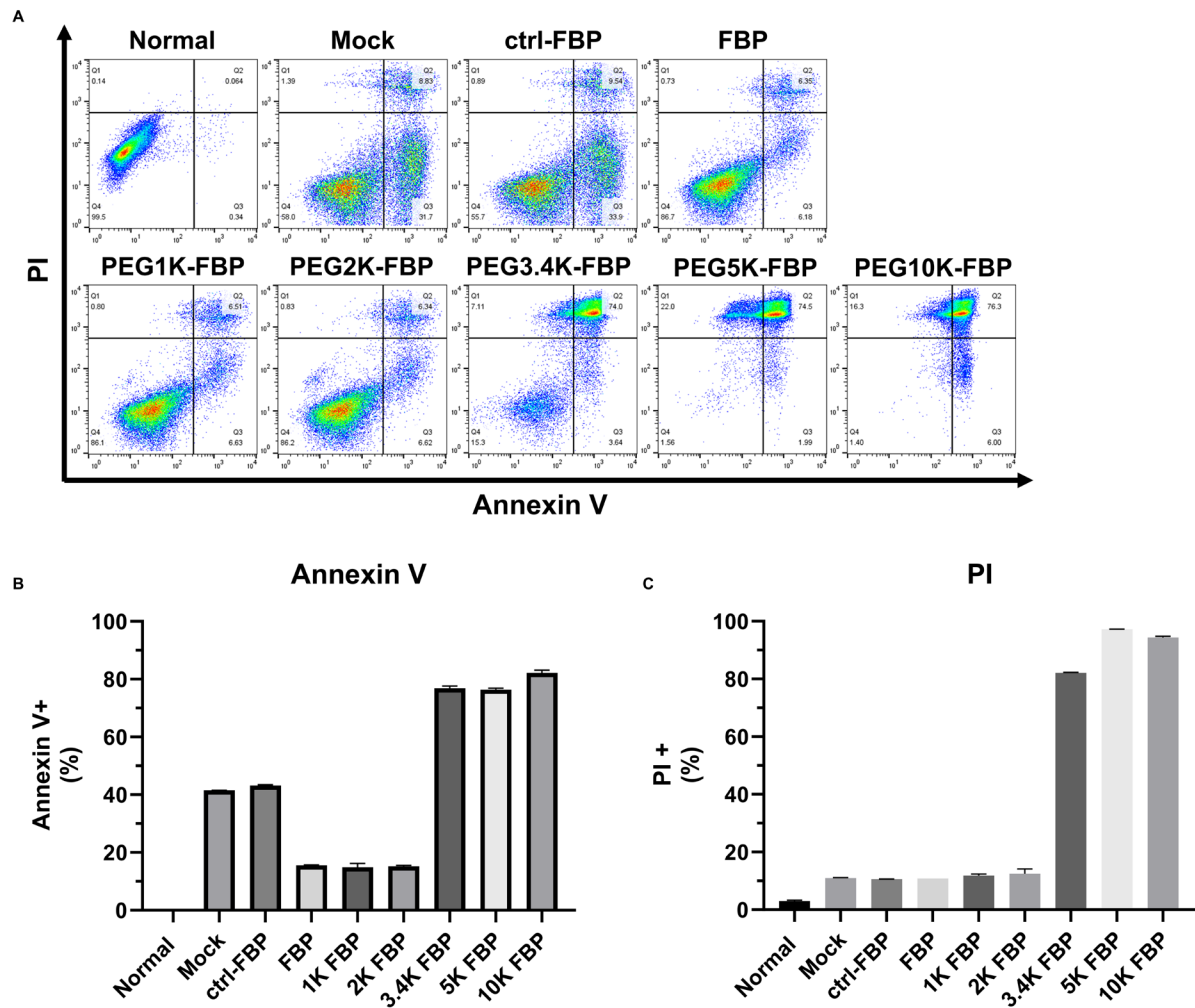 A
Normal
Mock
ctrl-FBP
FBP
Q1
0.14
Q2
0.064
Q4
99.5
Q3
0.34
Q1
1.39
Q2
8.83
Q4
58.0
Q3
31.7
Q1
0.89
Q2
9.54
Q4
55.7
Q3
33.9
Q1
0.73
Q2
6.35
Q4
86.7
Q3
6.18
PEG1K-FBP
PEG2K-FBP
PEG3.4K-FBP
PEG5K-FBP
PEG10K-FBP
Q1
0.80
Q2
6.51
Q4
86.1
Q3
6.63
Q1
0.83
Q2
6.34
Q4
86.2
Q3
6.62
Q1
7.11
Q2
74.0
Q4
15.3
Q3
3.64
Q1
22.0
Q2
74.5
Q4
1.56
Q3
1.99
Q1
16.3
Q2
76.3
Q4
1.40
Q3
6.00
10⁰ 10¹ 10² 10³ 10⁴
PI
Annexin V
B
Annexin V
Annexin V+
(%)
100
80
60
40
20
0
Normal
Mock
ctrl-FBP
FBP
1K FBP
2K FBP
3.4K FBP
5K FBP
10K FBP
C
PI
PI +
(%)
100
80
60
40
20
0
Normal
Mock
ctrl-FBP
FBP
1K FBP
2K FBP
3.4K FBP
5K FBP
10K FBP